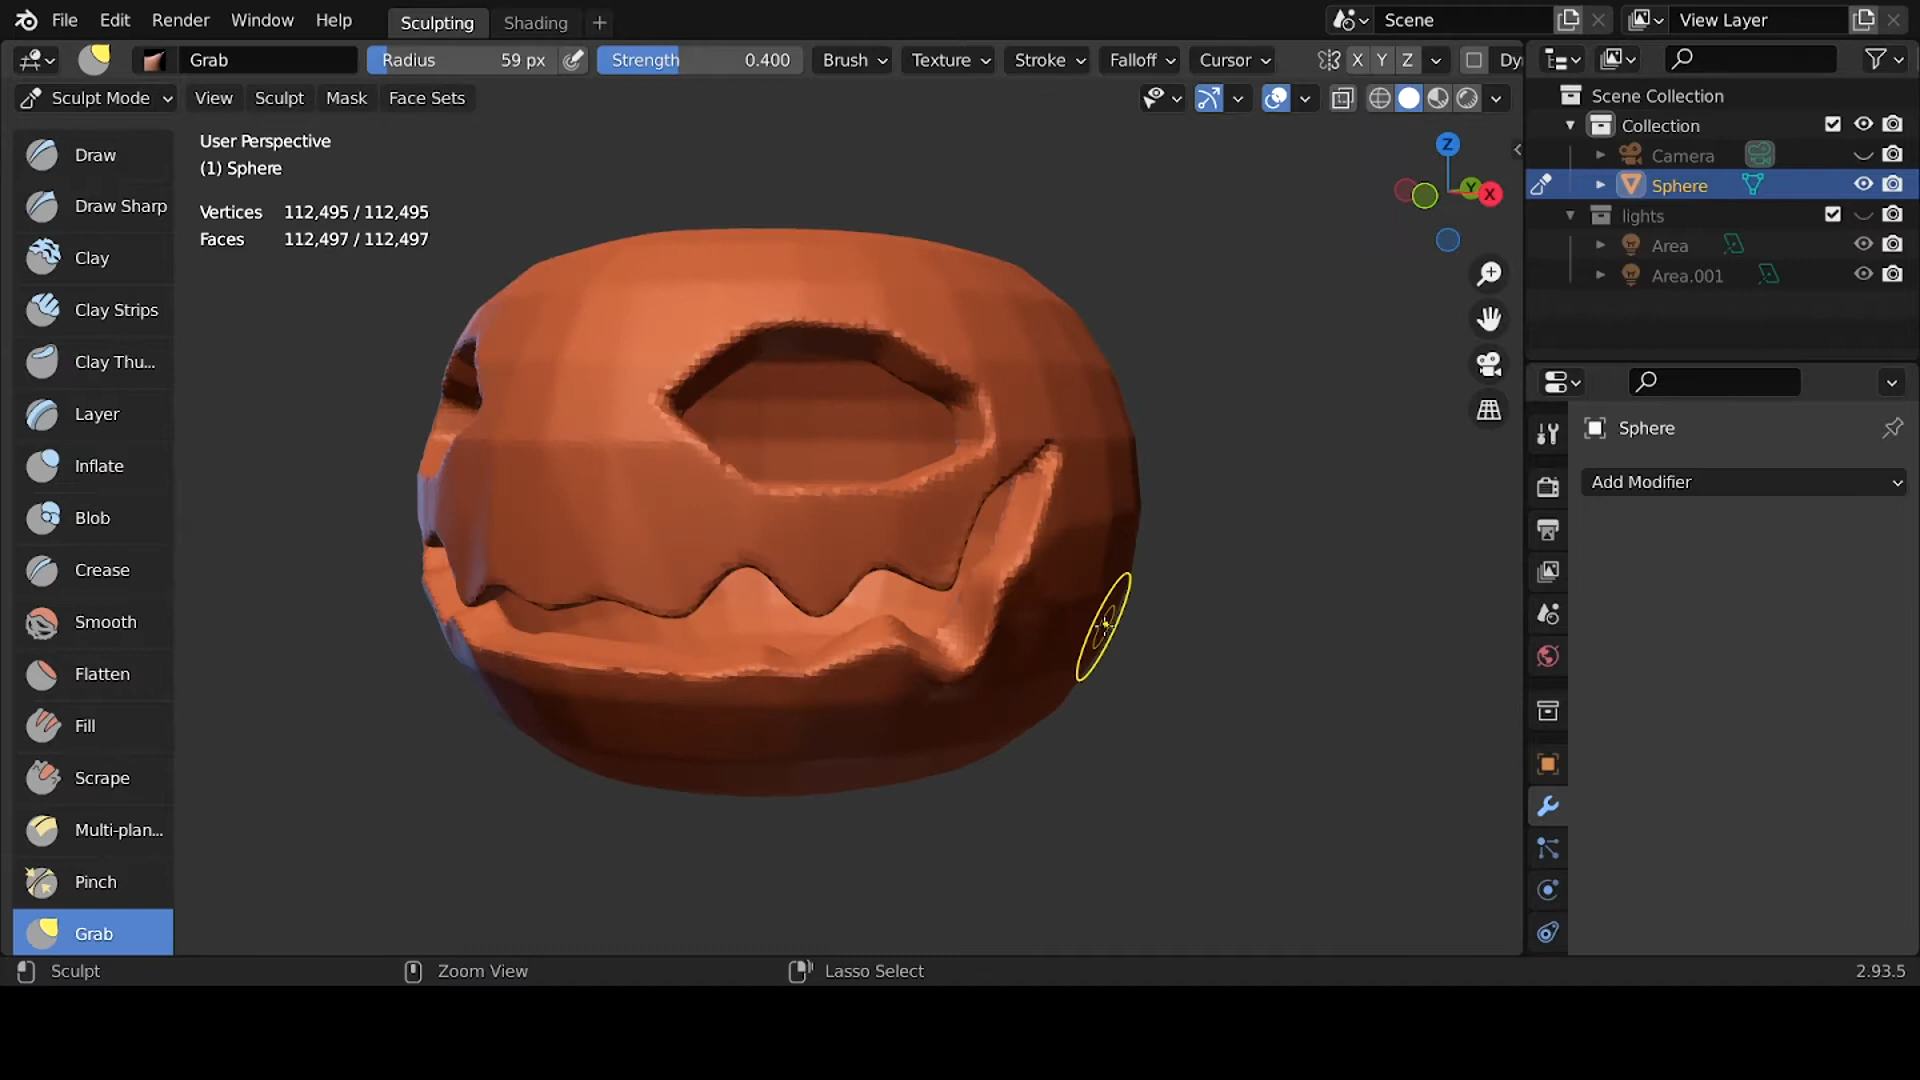 File Edit Render Window Help Sculpting Shading + Scene View Layer
Grab Radius 59 px Strength 0.400 Brush Texture Stroke Falloff Cursor X Y Z Dy
Sculpt Mode View Sculpt Mask Face Sets
Scene Collection
Collection
Camera
Sphere
lights
Area
Area.001
User Perspective
(1) Sphere
Vertices 112,495 / 112,495
Faces 112,497 / 112,497
Z
Y
X
Draw
Draw Sharp
Clay
Clay Strips
Clay Thu...
Layer
Inflate
Blob
Crease
Smooth
Flatten
Fill
Scrape
Multi-plan...
Pinch
Grab
Sphere
Add Modifier
Sculpt Zoom View Lasso Select 2.93.5